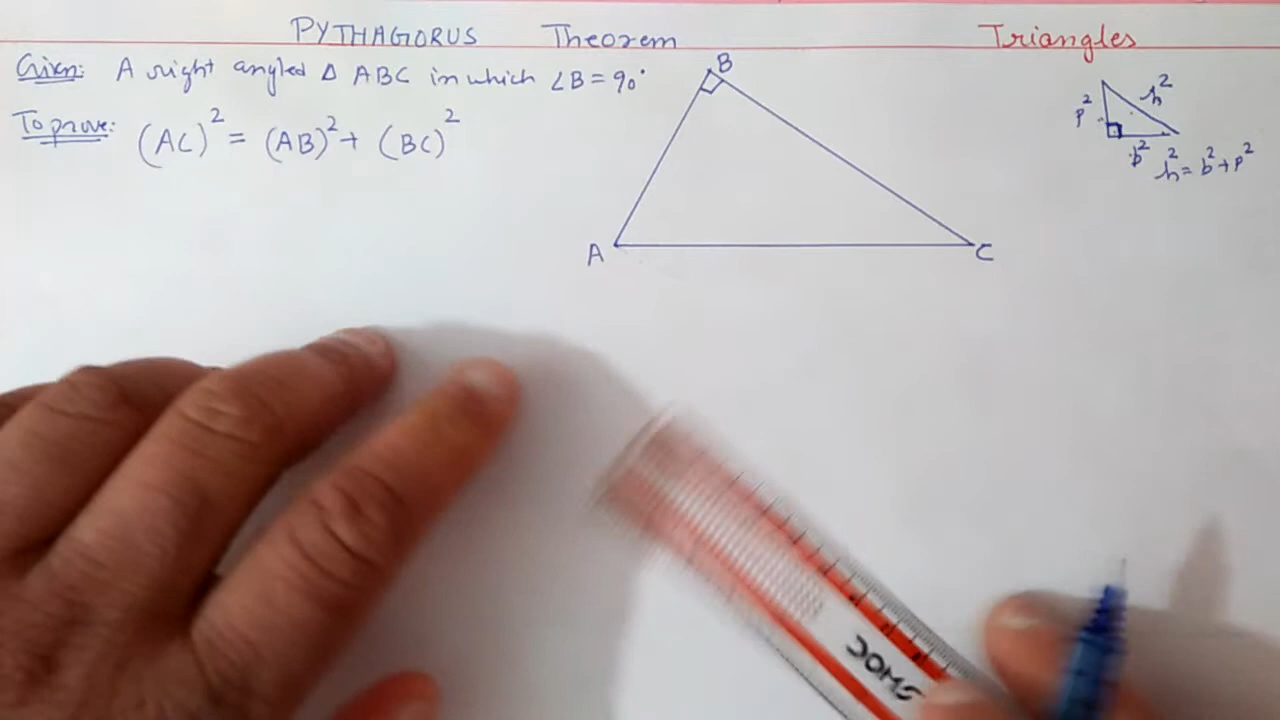 PYTHAGORUS Theorem
Triangles
Given: A right angled Δ ABC in which ∠B = 90°
To prove: (AC)² = (AB)² + (BC)²
B
A
C
p²
h²
b²
h² = b² + p²
DOMS